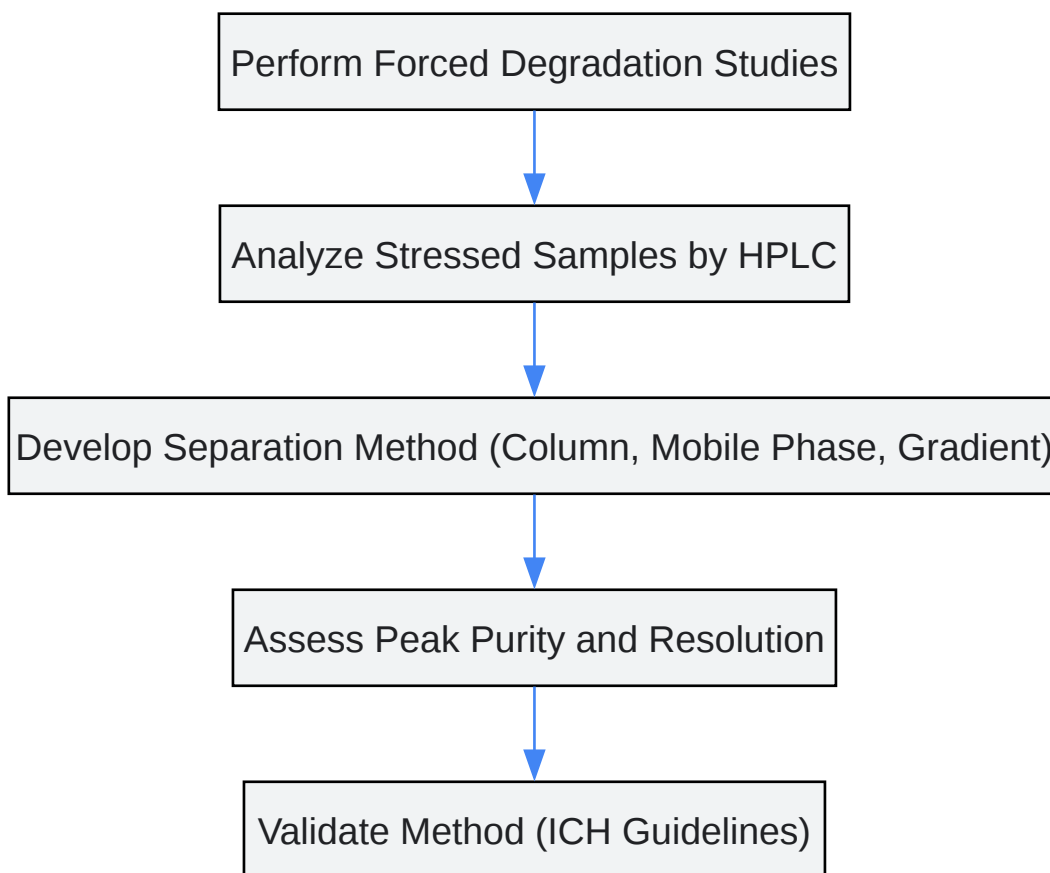 Perform Forced Degradation Studies
Analyze Stressed Samples by HPLC
Develop Separation Method (Column, Mobile Phase, Gradient)
Assess Peak Purity and Resolution
Validate Method (ICH Guidelines)